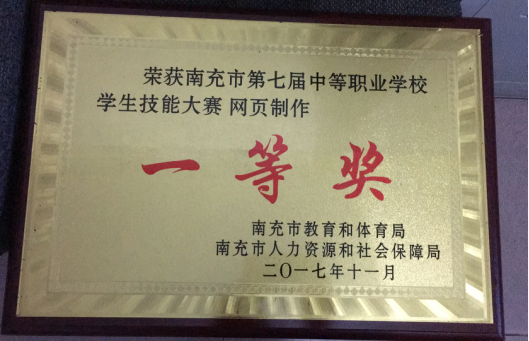 荣获南充市第七届中等职业学校
学生技能大赛 网页制作
一等奖
南充市教育和体育局
南充市人力资源和社会保障局
二〇一七年十一月